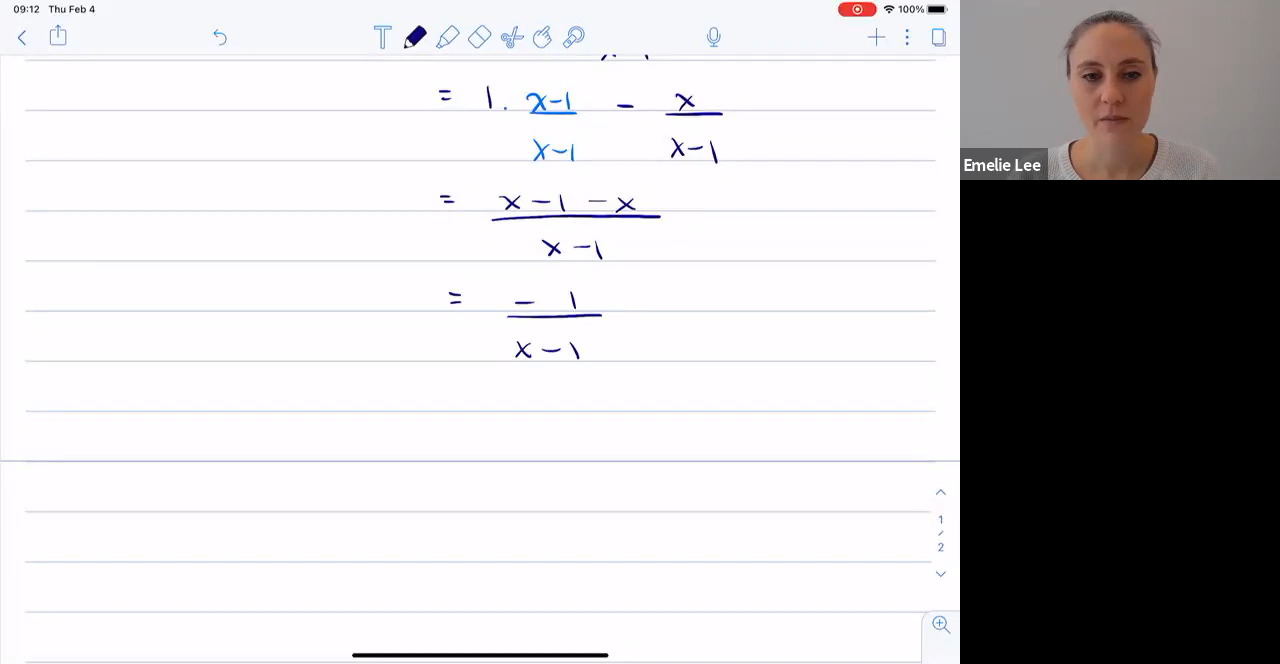 09:12 Thu Feb 4
100%
T
= 1. x-1 - x
x-1 x-1
= x - 1 - x
x - 1
= - 1
x - 1
1
/
2
Emelie Lee